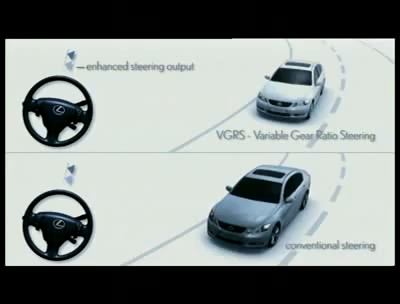 enhanced steering output
VGRS - Variable Gear Ratio Steering
conventional steering